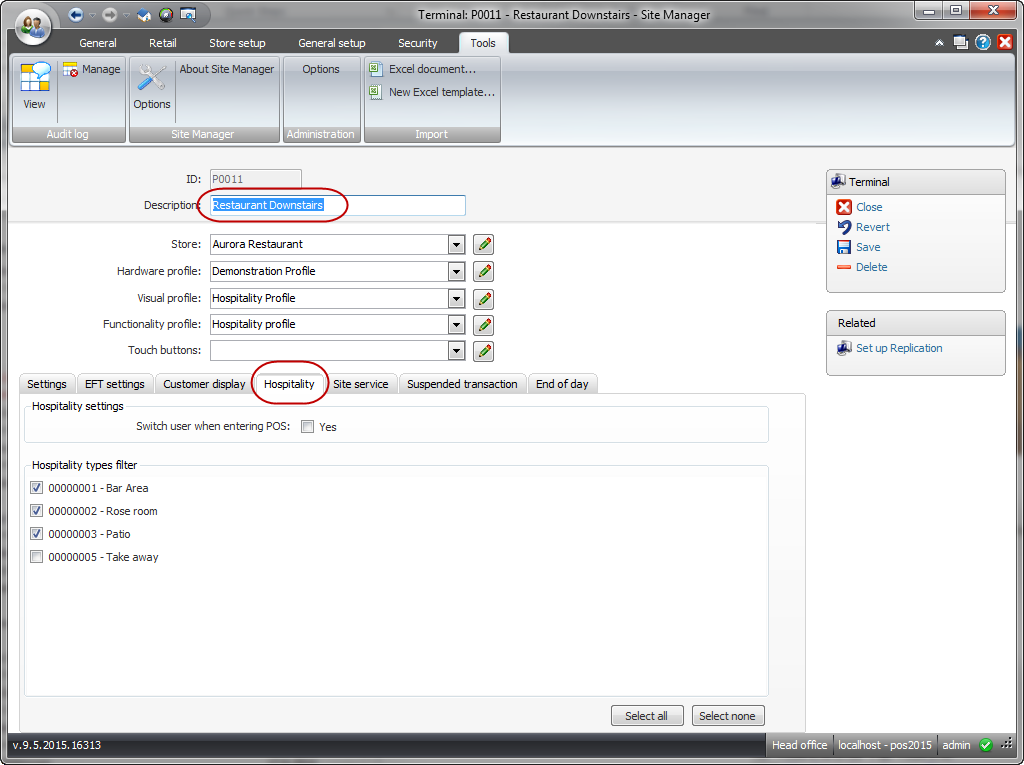 Terminal: P0011 - Restaurant Downstairs - Site Manager
General Retail Store setup General setup Security Tools
View
Manage
Audit log
Options
About Site Manager
Site Manager
Options
Administration
Excel document...
New Excel template...
Import
ID: P0011
Description: Restaurant Downstairs
Store: Aurora Restaurant
Hardware profile: Demonstration Profile
Visual profile: Hospitality Profile
Functionality profile: Hospitality profile
Touch buttons:
Terminal
Close
Revert
Save
Delete
Related
Set up Replication
Settings EFT settings Customer display Hospitality Site service Suspended transaction End of day
Hospitality settings
Switch user when entering POS: Yes
Hospitality types filter
00000001 - Bar Area
00000002 - Rose room
00000003 - Patio
00000005 - Take away
Select all Select none
v.9.5.2015.16313 Head office localhost - pos2015 admin